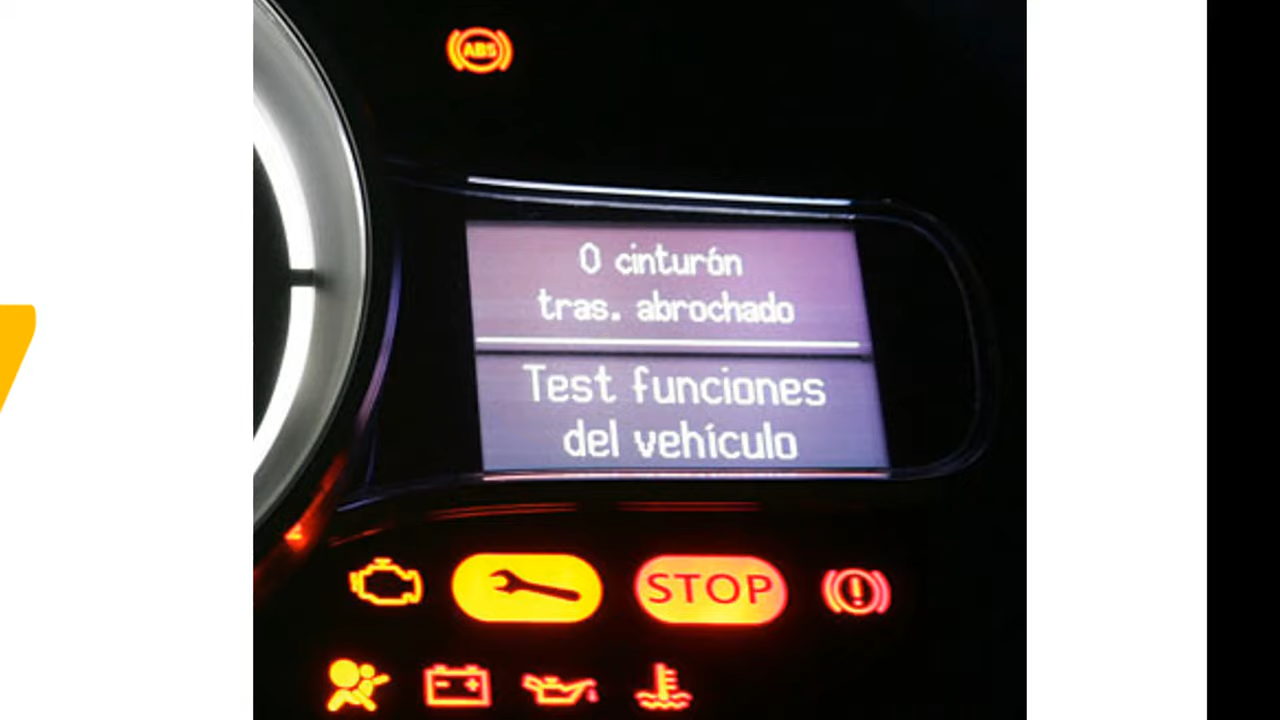 ABS
0 cinturón
tras. abrochado
Test funciones
del vehículo
STOP